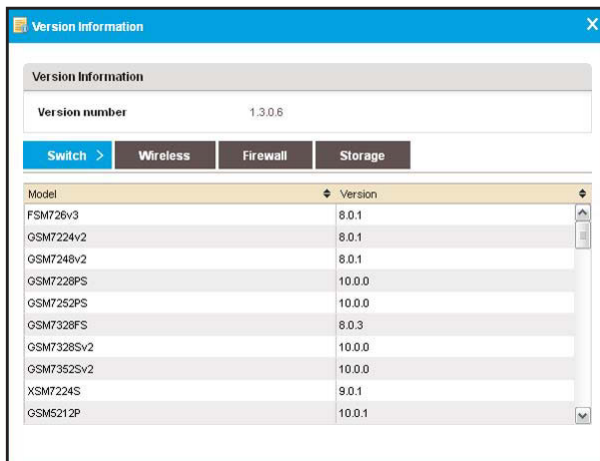 Version Information X
Version Information
Version number 1.3.0.6
Switch > Wireless Firewall Storage
Model Version
FSM726v3 8.0.1
GSM7224v2 8.0.1
GSM7248v2 8.0.1
GSM7228PS 10.0.0
GSM7252PS 10.0.0
GSM7328FS 8.0.3
GSM7328Sv2 10.0.0
GSM7352Sv2 10.0.0
XSM7224S 9.0.1
GSM5212P 10.0.1